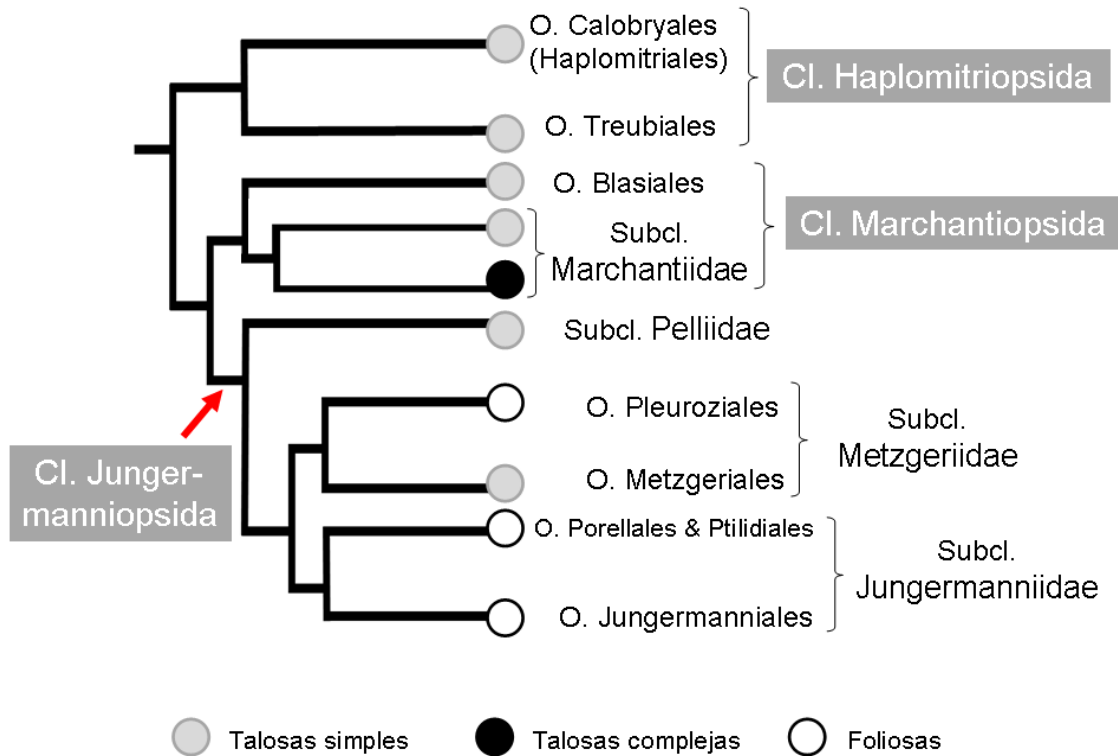 O. Calobryales
(Haplomitriales)
Cl. Haplomitriopsida
O. Treubiales
O. Blasiales
Subcl.
Marchantiidae
Cl. Marchantiopsida
Subcl. Pelliidae
O. Pleuroziales
Subcl.
Metzgeriidae
O. Metzgeriales
Cl. Junger-
manniopsida
O. Porellales & Ptilidiales
Subcl.
Jungermanniidae
O. Jungermanniales
Talosas simples
Talosas complejas
Foliosas